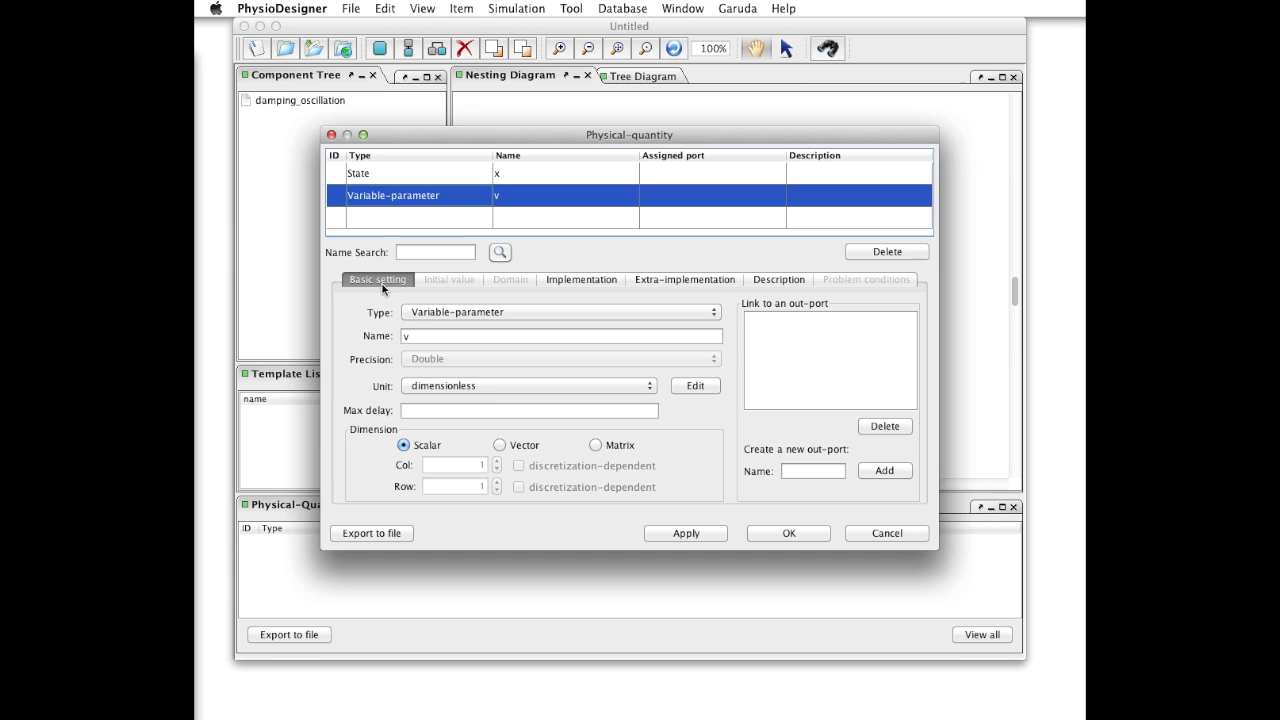 PhysioDesigner File Edit View Item Simulation Tool Database Window Garuda Help
Untitled
100%
Component Tree Nesting Diagram Tree Diagram
damping_oscillation
Physical-quantity
ID Type Name Assigned port Description
State x
Variable-parameter v
Name Search: Delete
Basic setting Initial value Domain Implementation Extra-implementation Description Problem conditions
Type: Variable-parameter
Link to an out-port
Name: v
Precision: Double
Template Lis
name
Unit: dimensionless Edit
Max delay:
Delete
Dimension
Scalar Vector Matrix
Create a new out-port:
Col: 1 discretization-dependent
Name: Add
Row: 1 discretization-dependent
Physical-Qua
ID Type
Export to file Apply OK Cancel
Export to file View all